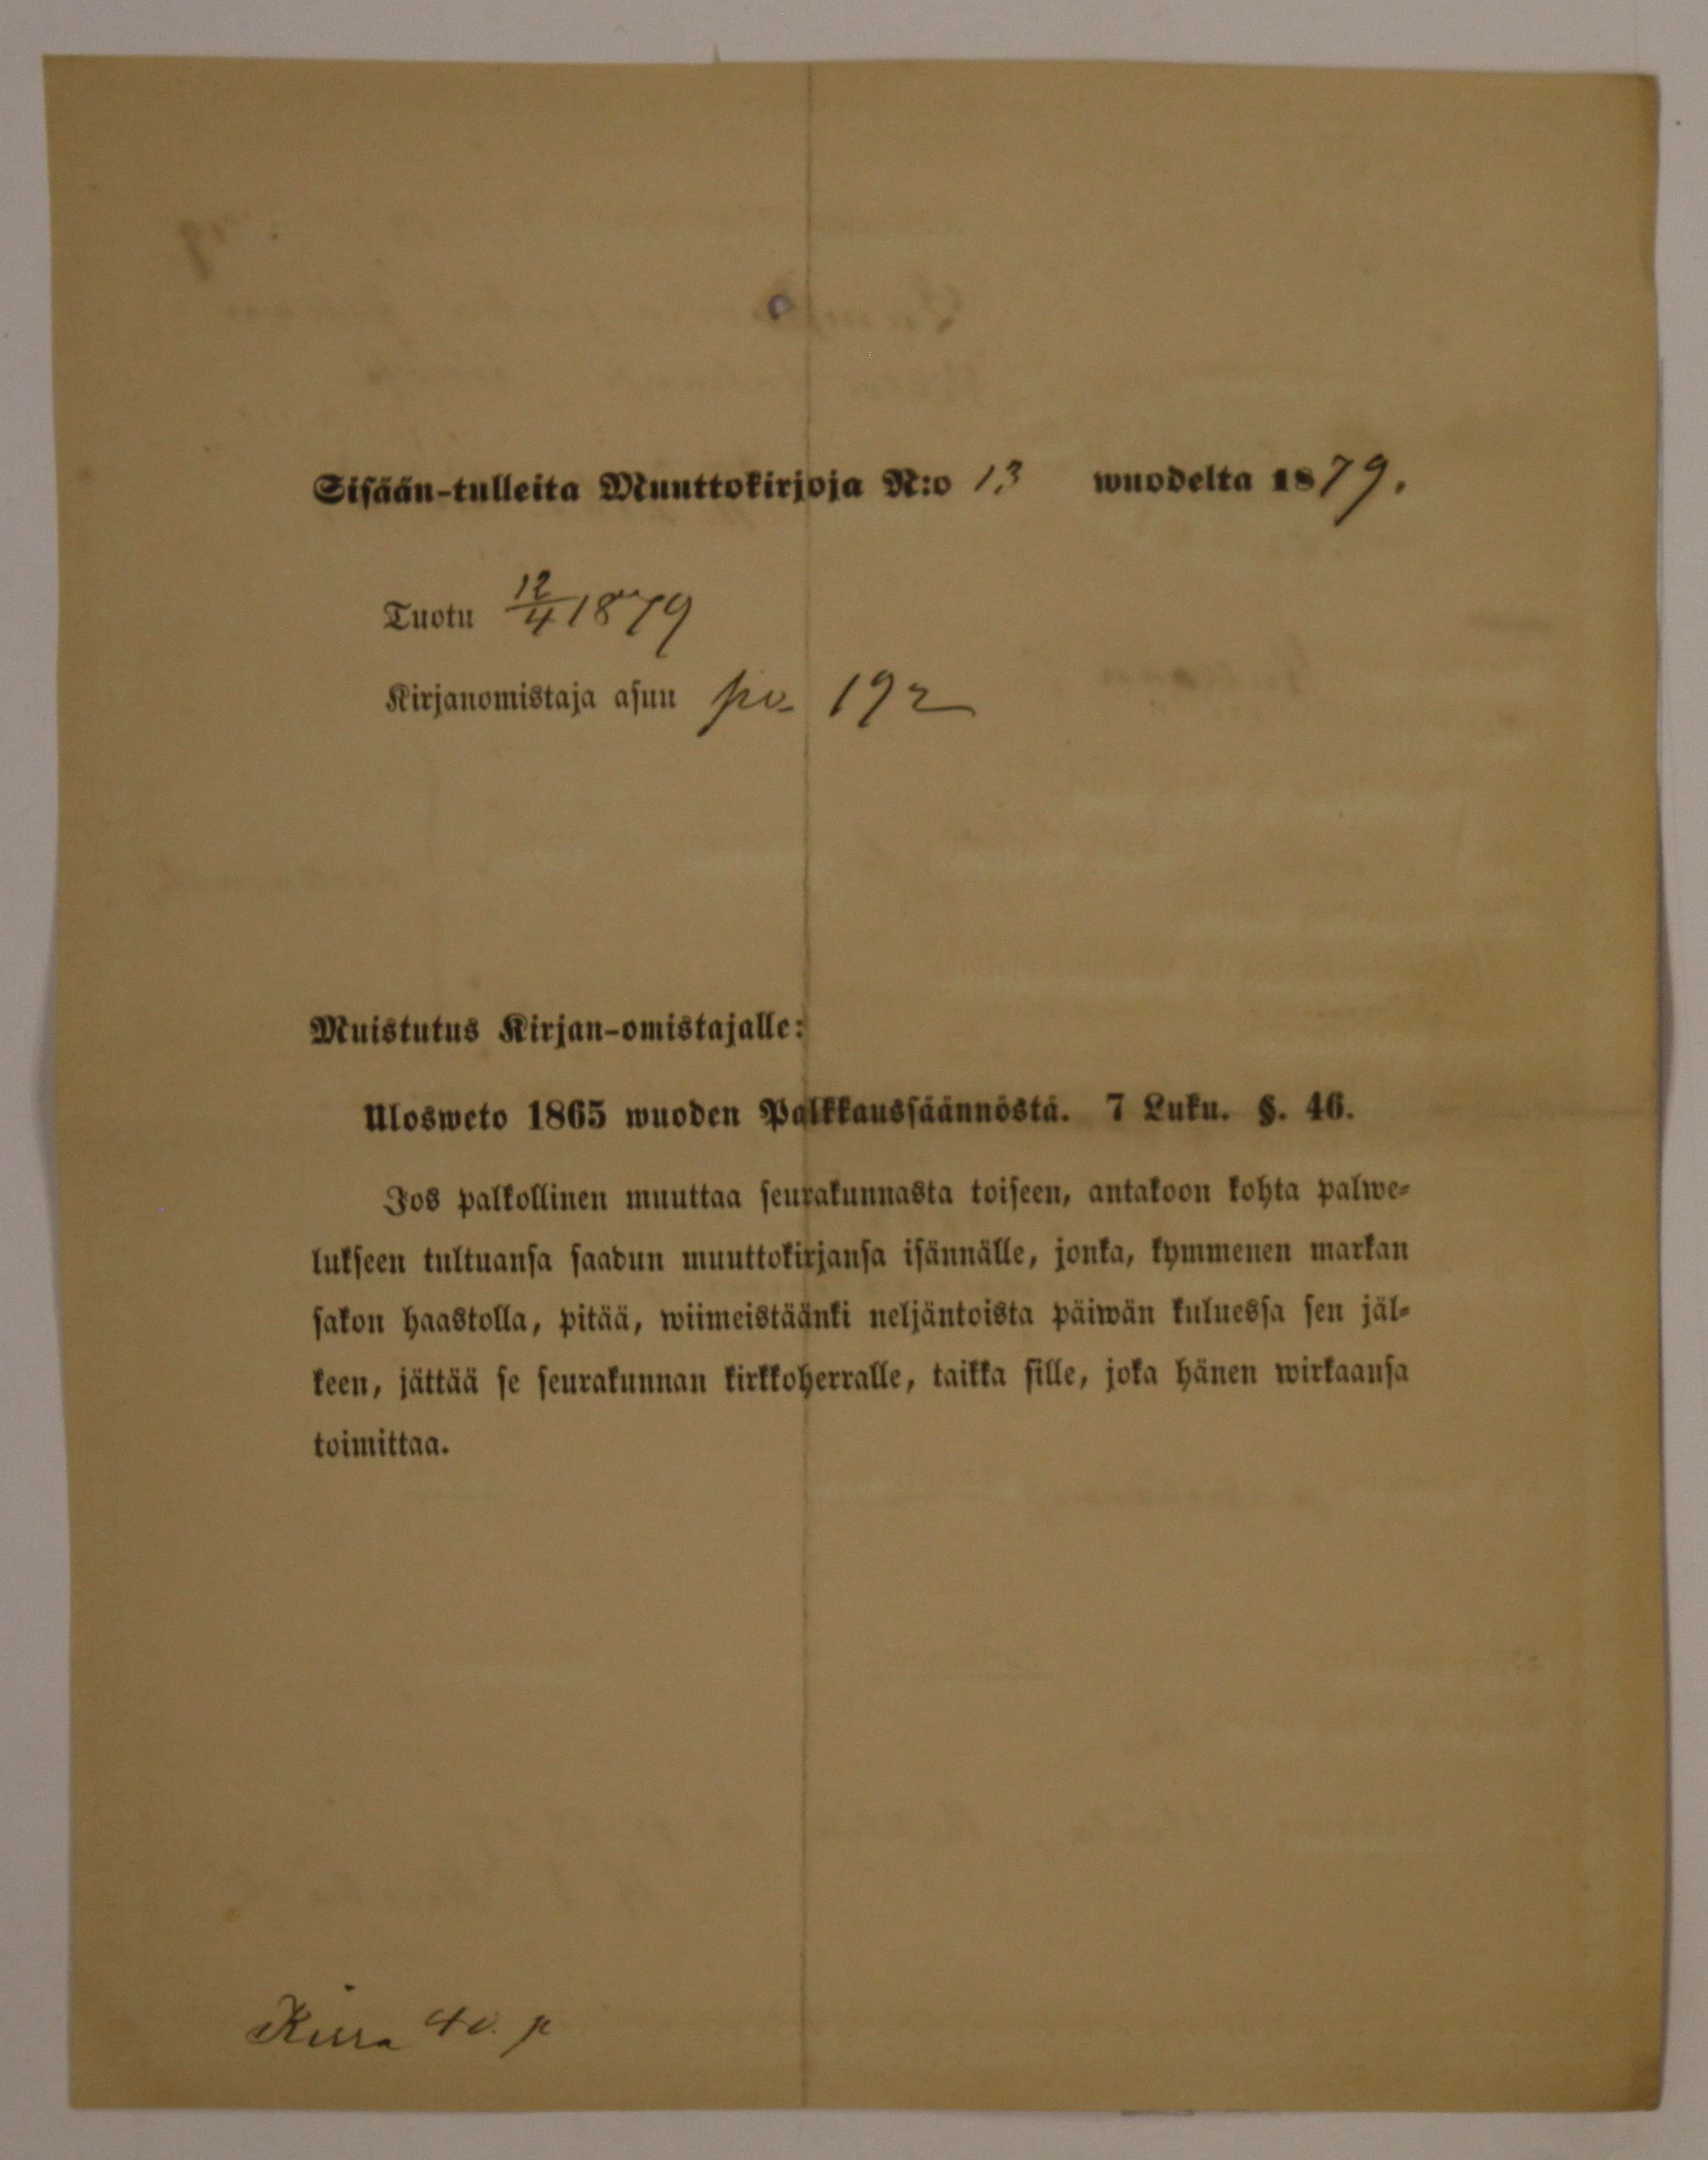 Sisään-tulleita Muuttokirjoja N:o 13 wuodelta 1879.
Tuotu 12/4 1879
Kirjanomistaja asuu po. 192
Muistutus Kirjan-omistajalle:
Ulosweto 1865 wuoden Palkkaussäännöstä. 7 Luku. §. 46.
Jos palkollinen muuttaa seurakunnasta toiseen, antakoon kohta palwe-
lukseen tultuansa saadun muuttokirjansa isännälle, jonka, kymmenen markan
sakon haastolla, pitää, wiimeistäänki neljäntoista päiwän kuluessa sen jäl-
keen, jättää se seurakunnan kirkkoherralle, taikka sille, joka hänen wirkaansa
toimittaa.
40. p